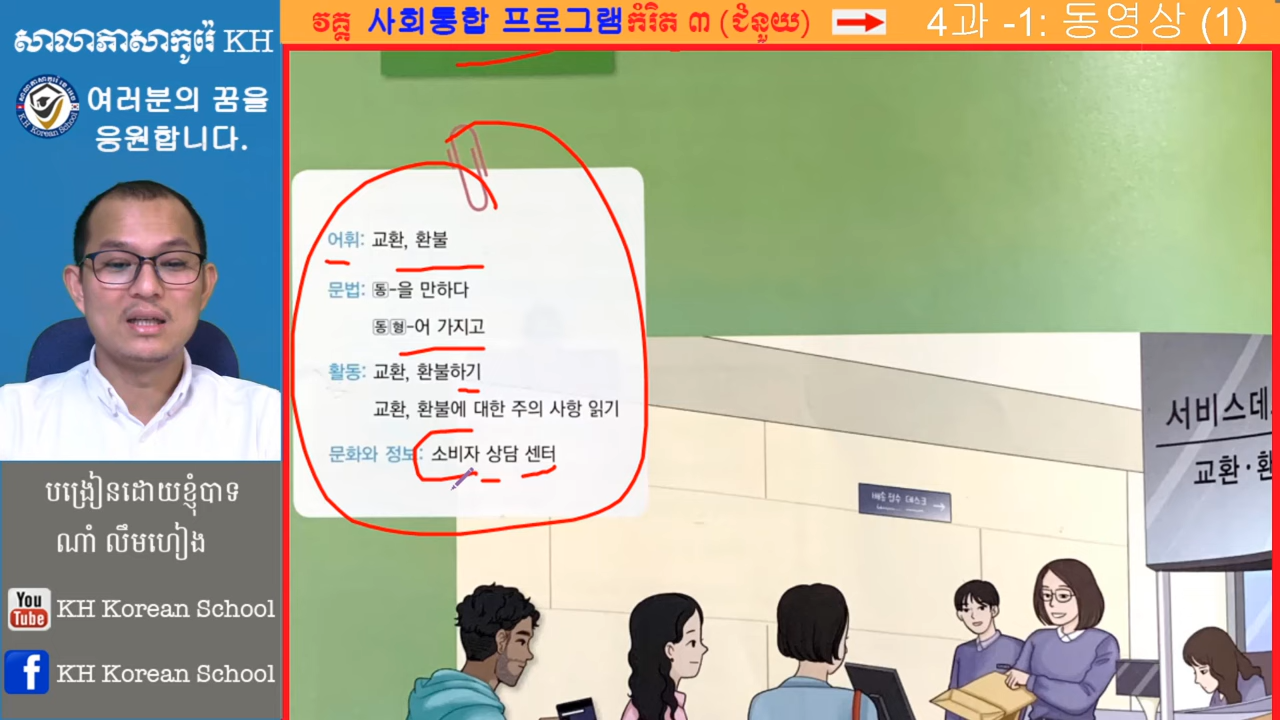 សាលាភាសាកូរ៉េ KH
여러분의 꿈을
응원합니다.
វគ្គ 사회통합 프로그램 កំរិត ៣ (ជំនួយ)
4과 -1: 동영상 (1)
어휘: 교환, 환불
문법: 동-을 만하다
동형-어 가지고
활동: 교환, 환불하기
교환, 환불에 대한 주의 사항 읽기
문화와 정보: 소비자 상담 센터
서비스데
교환·환
បង្រៀនដោយខ្ញុំបាទ
ណាំ លឹមហៀង
You Tube KH Korean School
f KH Korean School